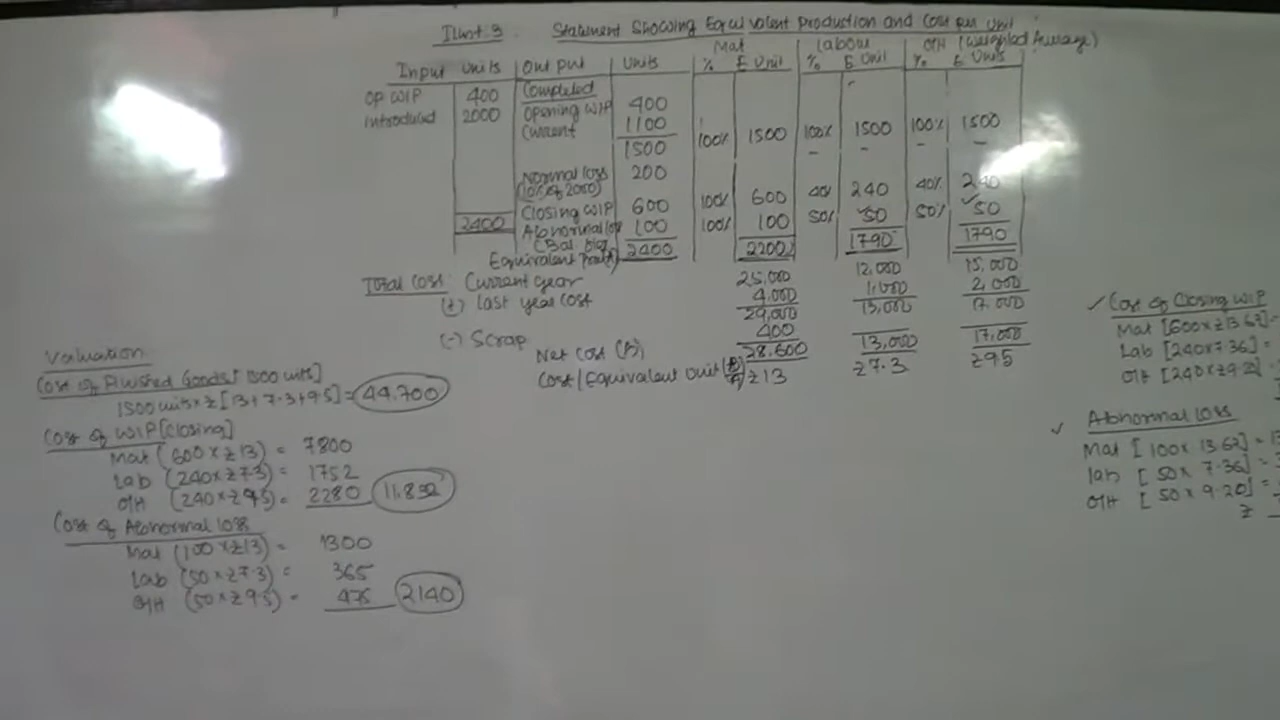 Illust 3 Statement Showing Equivalent Production and Cost per Unit
(Weighted Average)
Mat Labour O/H
Input Units Output Units % E Unit % E Unit % E Units
Op WIP 400 Completed
Introduced 2000 Opening WIP 400
Current 1100 100% 1500 100% 1500 100% 1500
1500 - - - -
Normal loss 200
(10% of 2000)
Closing WIP 600 100% 600 40% 240 40% 240
2400 Abnormal loss 100 100% 100 50% 50 50% 50
(Bal fig) 2400 2200 1790 1790
Equivalent Prod
Total Cost: Current year 25,000 12,000 15,000
(+) Last year cost 4,000 1,000 2,000
29,000 13,000 17,000
(-) Scrap 400
Net Cost (B) 28,600 13,000 17,000
Cost/Equivalent Unit (B/A) ₹13 ₹7.3 ₹9.5
Valuation
Cost of Finished Goods [1500 units]
1500 units × ₹[13+7.3+9.5] = 44,700
Cost of WIP [Closing]
Mat (600×₹13) = 7800
Lab (240×₹7.3) = 1752
O/H (240×₹9.5) = 2280 11,832
Cost of Abnormal loss
Mat (100×₹13) = 1300
Lab (50×₹7.3) = 365
O/H (50×₹9.5) = 475 2140
✓ Cost of Closing WIP
Mat [600×₹13.63] =
Lab [240×7.36] =
O/H [240×₹9.20] =
✓ Abnormal loss
Mat [100×13.63] =
Lab [50×7.36] =
O/H [50×9.20] =
₹